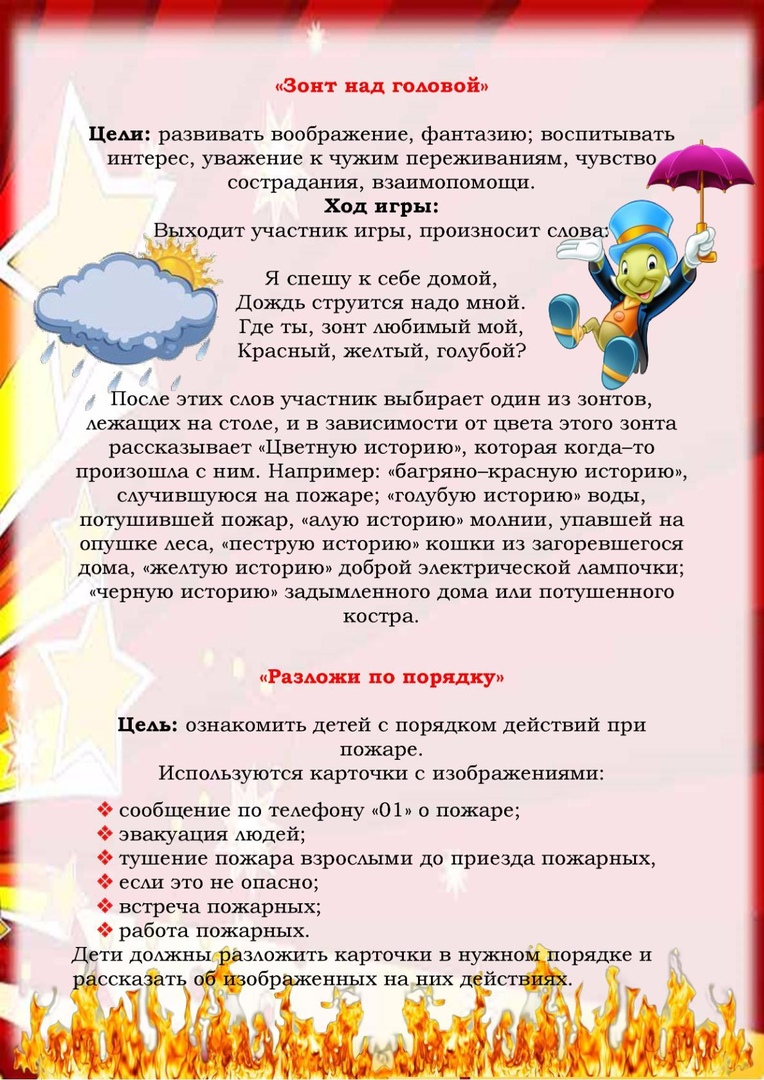 «Зонт над головой»
Цели: развивать воображение, фантазию; воспитывать
интерес, уважение к чужим переживаниям, чувство
сострадания, взаимопомощи.
Ход игры:
Выходит участник игры, произносит слова:
Я спешу к себе домой,
Дождь струится надо мной.
Где ты, зонт любимый мой,
Красный, желтый, голубой?
После этих слов участник выбирает один из зонтов,
лежащих на столе, и в зависимости от цвета этого зонта
рассказывает «Цветную историю», которая когда–то
произошла с ним. Например: «багряно–красную историю»,
случившуюся на пожаре; «голубую историю» воды,
потушившей пожар, «алую историю» молнии, упавшей на
опушке леса, «пеструю историю» кошки из загоревшегося
дома, «желтую историю» доброй электрической лампочки;
«черную историю» задымленного дома или потушенного
костра.
«Разложи по порядку»
Цель: ознакомить детей с порядком действий при
пожаре.
Используются карточки с изображениями:
❖ сообщение по телефону «01» о пожаре;
❖ эвакуация людей;
❖ тушение пожара взрослыми до приезда пожарных,
❖ если это не опасно;
❖ встреча пожарных;
❖ работа пожарных.
Дети должны разложить карточки в нужном порядке и
рассказать об изображенных на них действиях.